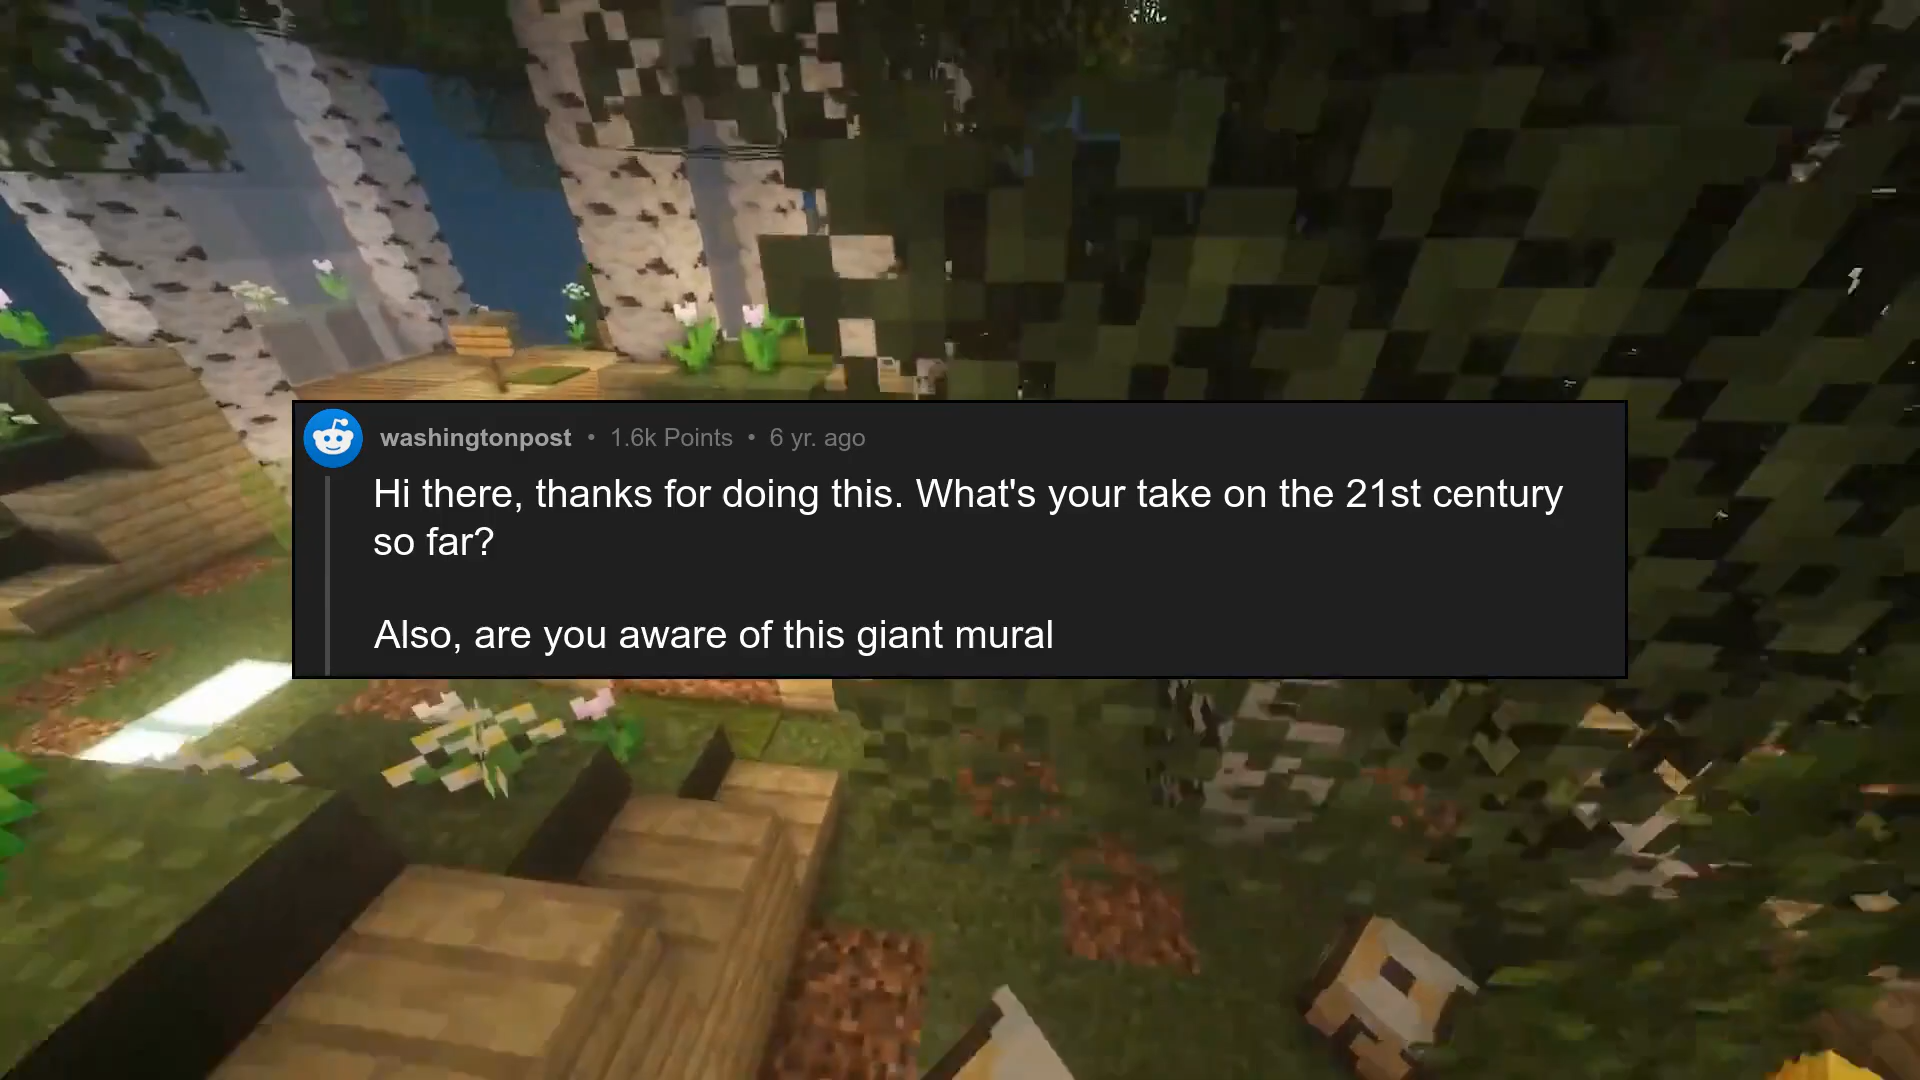 washingtonpost • 1.6k Points • 6 yr. ago
Hi there, thanks for doing this. What's your take on the 21st century
so far?
Also, are you aware of this giant mural